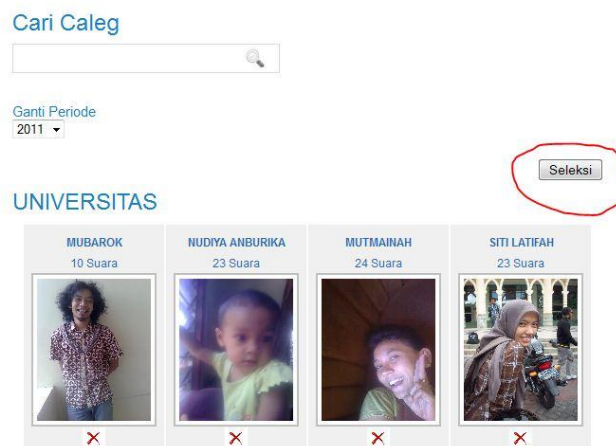 Cari Caleg
Ganti Periode
2011
Seleksi
UNIVERSITAS
MUBAROK NUDIYA ANBURIKA MUTMAINAH SITI LATIFAH
10 Suara 23 Suara 24 Suara 23 Suara